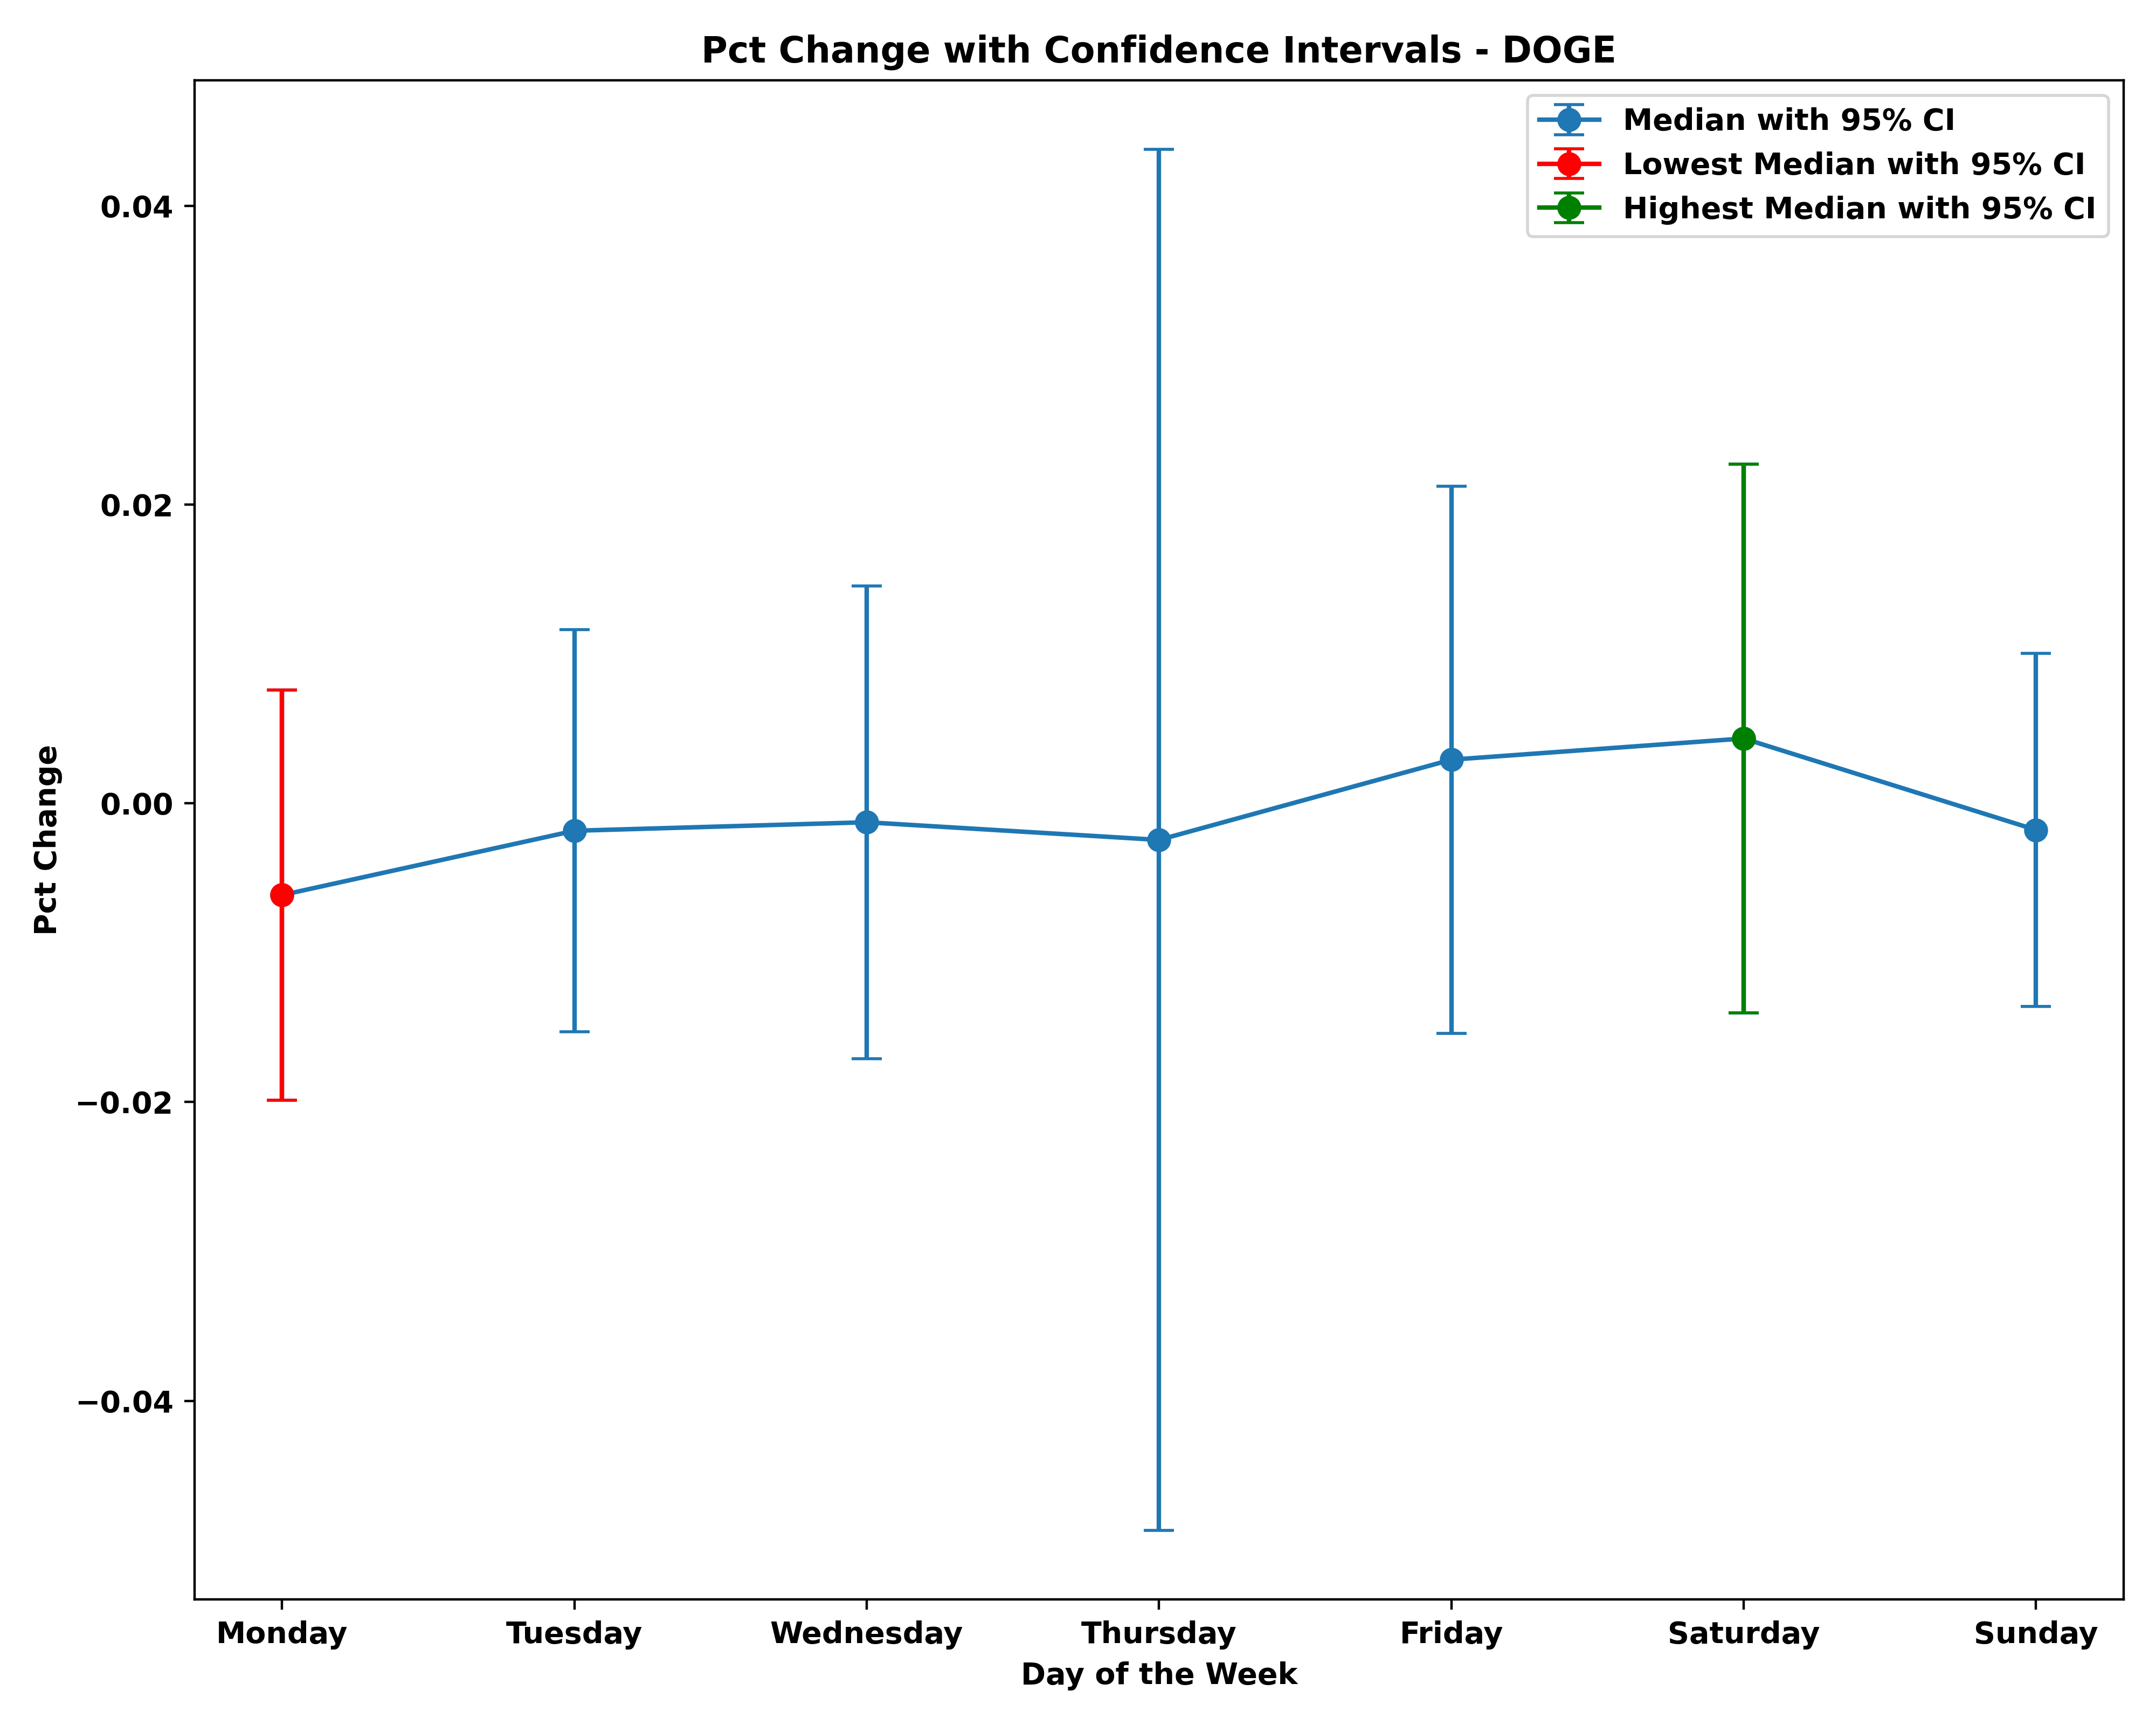 Pct Change with Confidence Intervals - DOGE
Median with 95% CI
Lowest Median with 95% CI
Highest Median with 95% CI
0.04
0.02
0.00
−0.02
−0.04
Pct Change
Monday Tuesday Wednesday Thursday Friday Saturday Sunday
Day of the Week